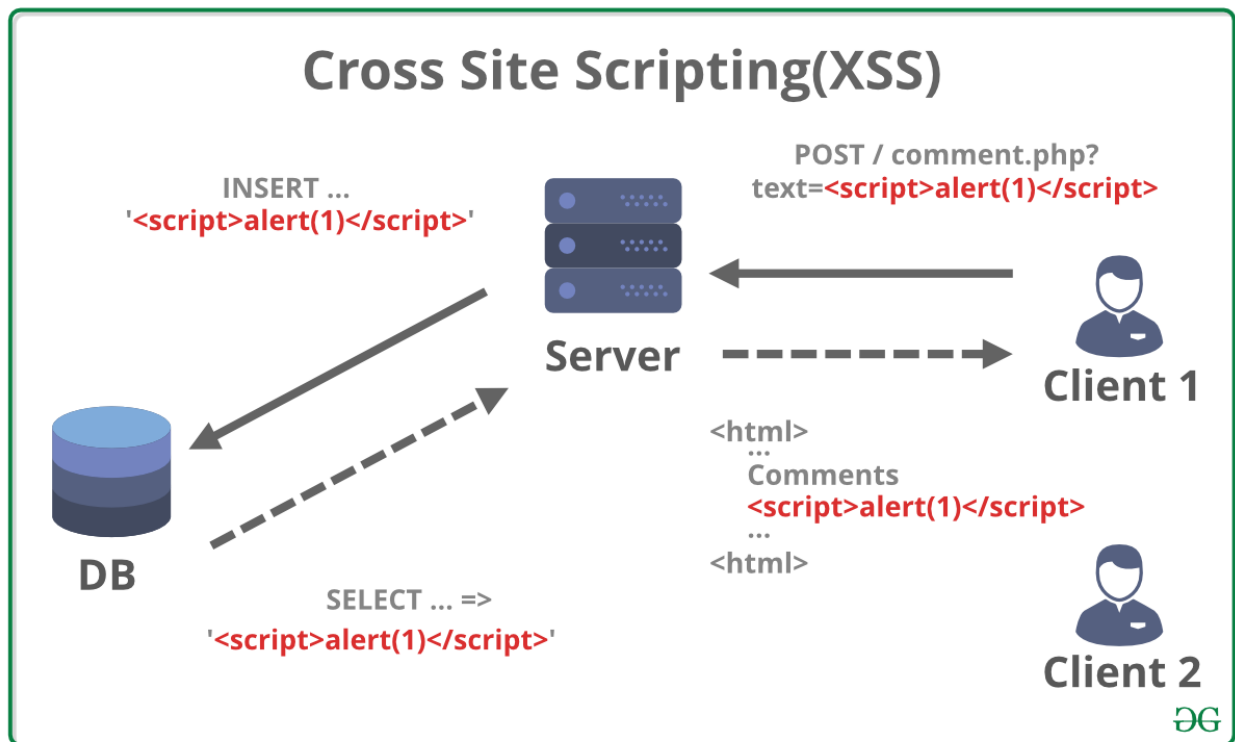 Cross Site Scripting(XSS)
POST / comment.php?
text=<script>alert(1)</script>
INSERT ...
'<script>alert(1)</script>'
Server
Client 1
<html>
...
Comments
<script>alert(1)</script>
...
<html>
DB
SELECT ... =>
'<script>alert(1)</script>'
Client 2
GG